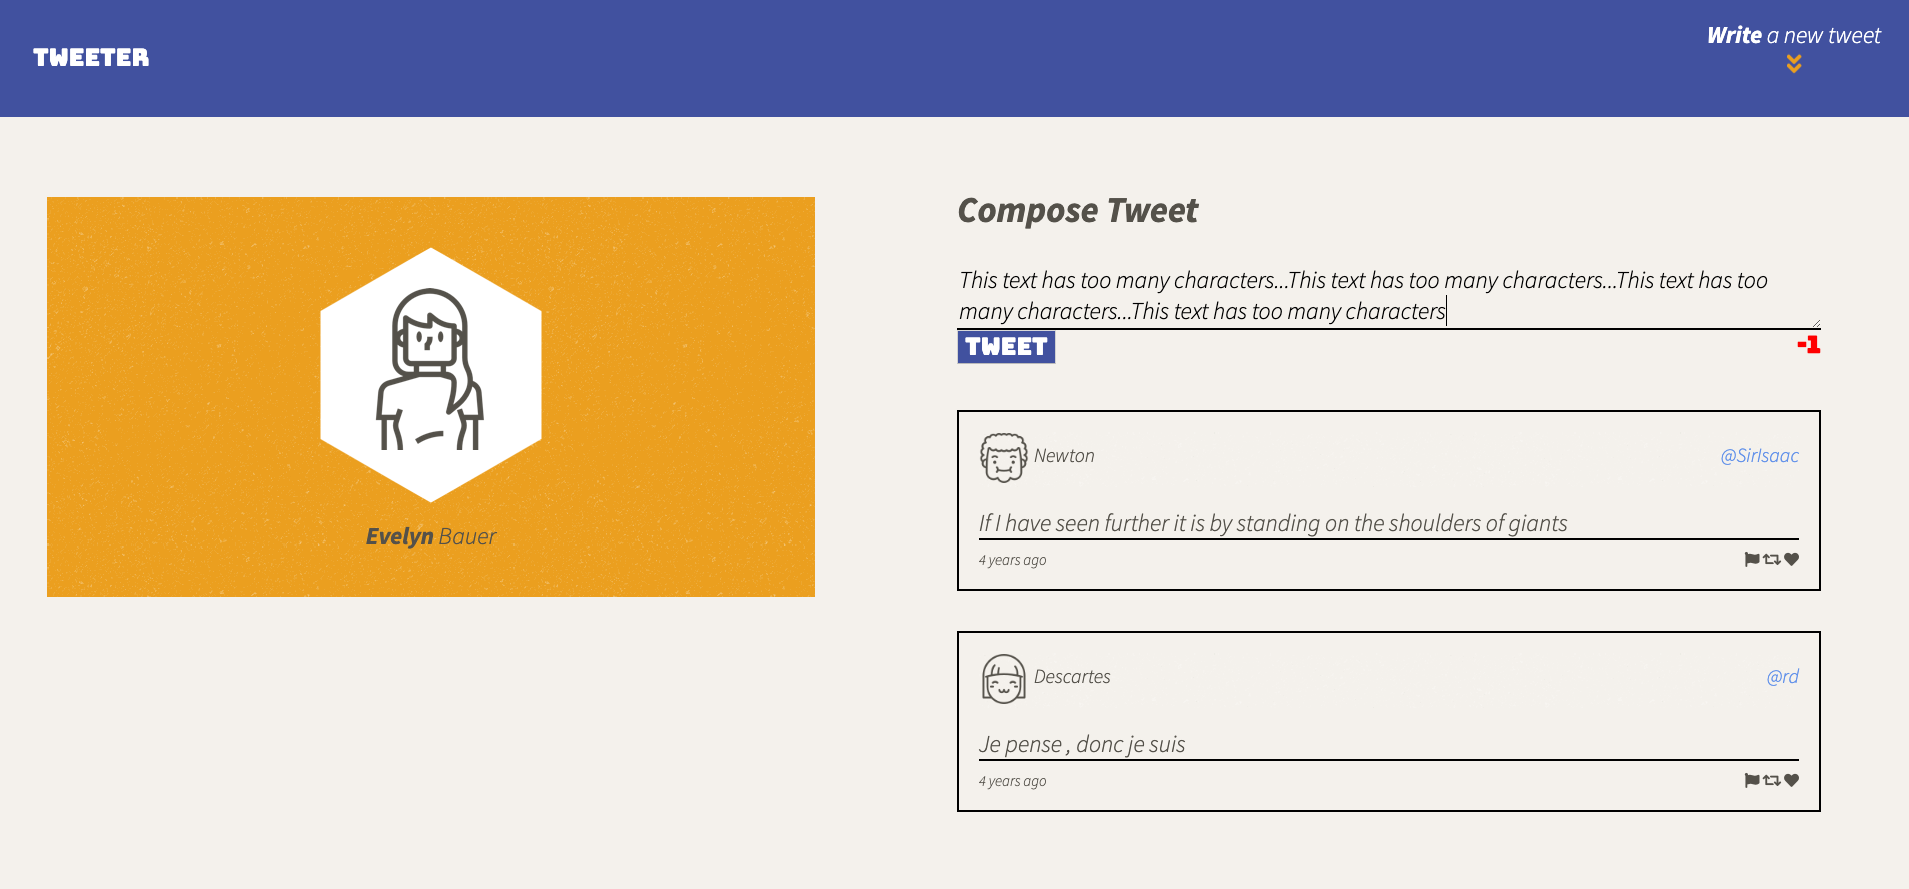 TWEETER
Write a new tweet
Evelyn Bauer
Compose Tweet
This text has too many characters...This text has too many characters...This text has too
many characters...This text has too many characters
TWEET
-1
Newton
@SirIsaac
If I have seen further it is by standing on the shoulders of giants
4 years ago
Descartes
@rd
Je pense , donc je suis
4 years ago